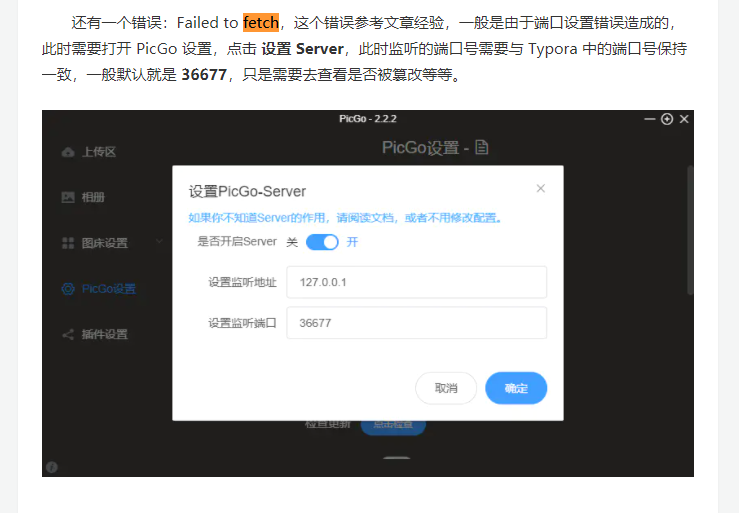 还有一个错误：Failed to fetch，这个错误参考文章经验，一般是由于端口设置错误造成的，
此时需要打开 PicGo 设置，点击 设置 Server，此时监听的端口号需要与 Typora 中的端口号保持
一致，一般默认就是 36677，只是需要去查看是否被篡改等等。
PicGo - 2.2.2
上传区
PicGo设置 -
相册
图床设置
PicGo设置
插件设置
设置PicGo-Server
如果你不知道Server的作用，请阅读文档，或者不用修改配置。
是否开启Server 关 开
设置监听地址 127.0.0.1
设置监听端口 36677
取消 确定
检查更新 点击检查